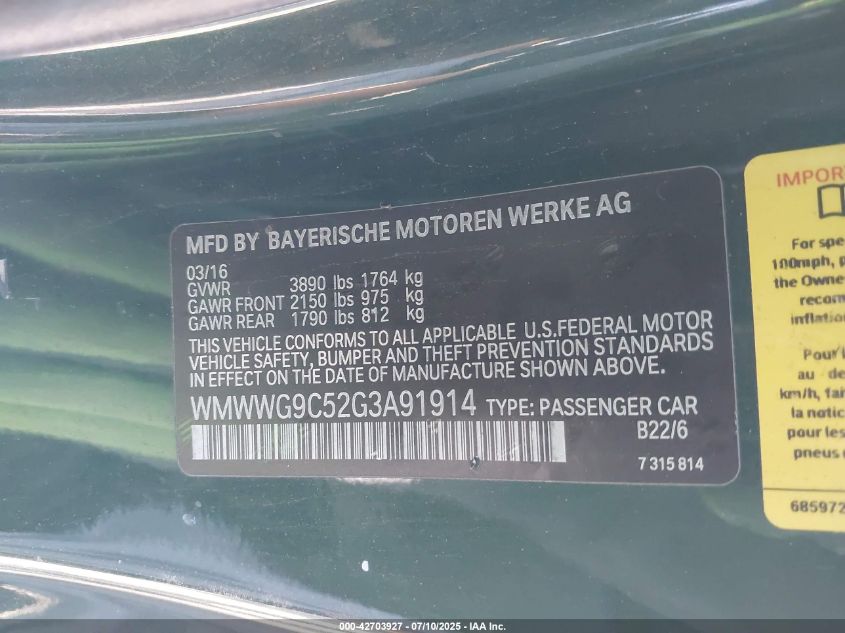 MFD BY BAYERISCHE MOTOREN WERKE AG
03/16
GVWR 3890 lbs 1764 kg
GAWR FRONT 2150 lbs 975 kg
GAWR REAR 1790 lbs 812 kg
THIS VEHICLE CONFORMS TO ALL APPLICABLE U.S.FEDERAL MOTOR
VEHICLE SAFETY, BUMPER AND THEFT PREVENTION STANDARDS
IN EFFECT ON THE DATE OF MANUFACTURE SHOWN ABOVE.
WMWWG9C52G3A91914 TYPE: PASSENGER CAR
B22/6
7 315 814
IMPOR
For spe
100mph, p
the Owne
recom
inflatio
Pour
au de
km/h, fai
la notic
pour les
pneus
685972
000-42703927 - 07/10/2025 - IAA Inc.